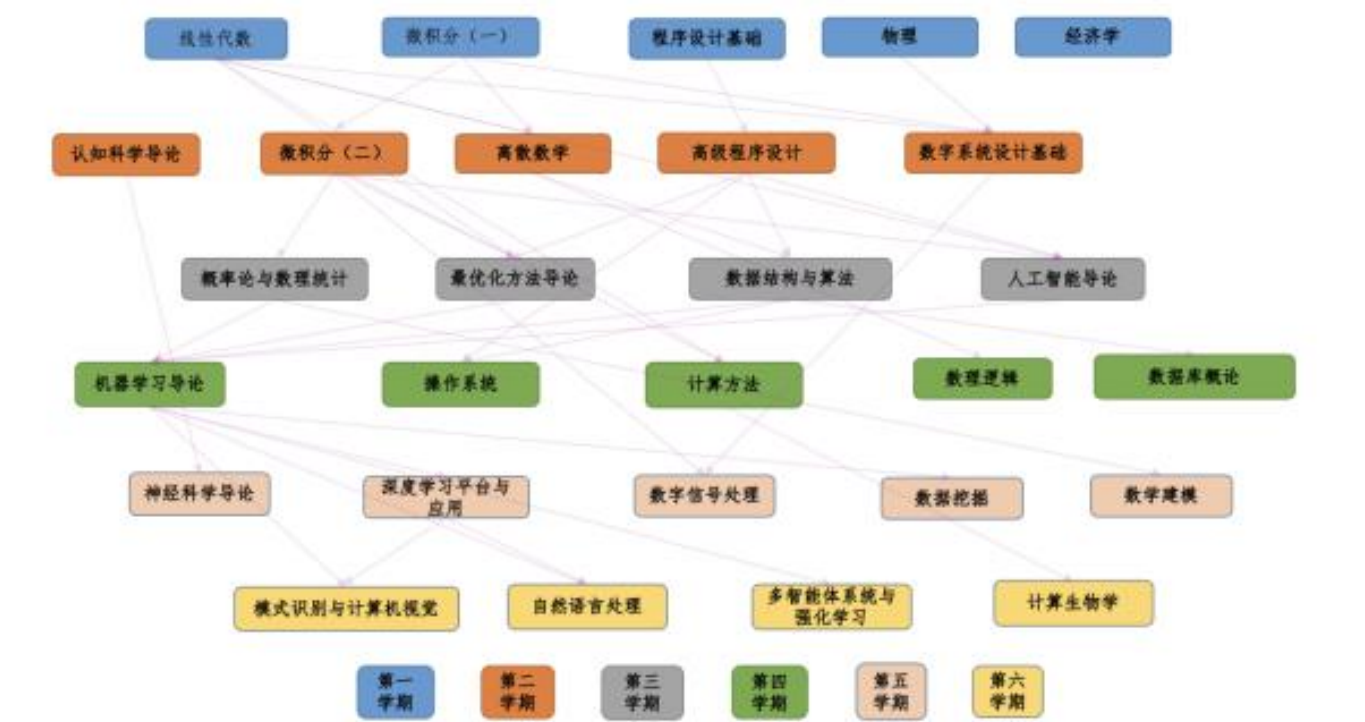 线性代数
微积分（一）
程序设计基础
物理
经济学
认知科学导论
微积分（二）
离散数学
高级程序设计
数字系统设计基础
概率论与数理统计
最优化方法导论
数据结构与算法
人工智能导论
机器学习导论
操作系统
计算方法
数理逻辑
数据库概论
神经科学导论
深度学习平台与
应用
数字信号处理
数据挖掘
数学建模
模式识别与计算机视觉
自然语言处理
多智能体系统与
强化学习
计算生物学
第一
学期
第二
学期
第三
学期
第四
学期
第五
学期
第六
学期